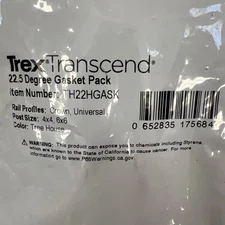 Trex Transcend®
22.5 Degree Gasket Pack
Item Number: TH22HGASK
Rail Profiles: Crown, Universal
Post Size: 4x4, 6x6
Color: Tree House
0 652835 17568
WARNING: This product can expose you to chemicals including Styrene
which are known to the State of California to cause cancer. For more
information go to www.P65Warnings.ca.gov